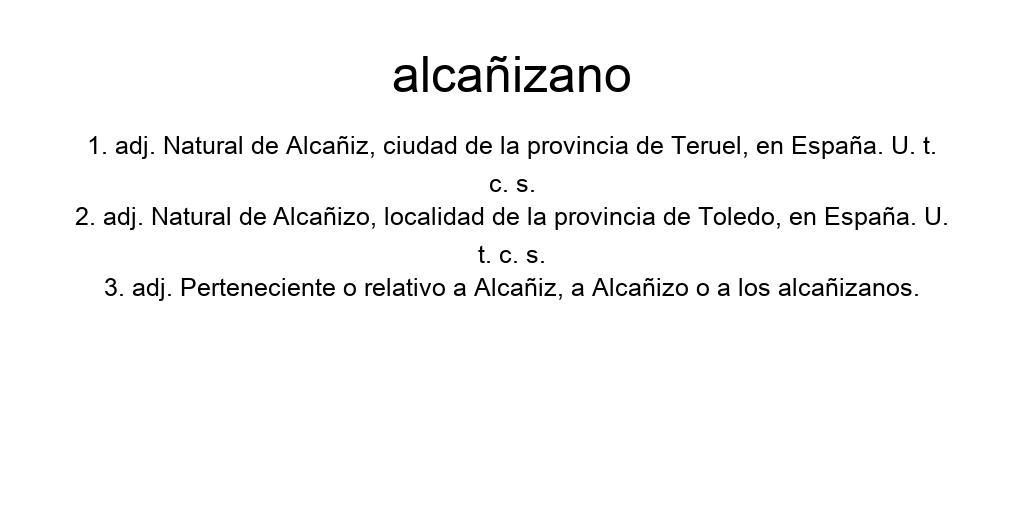 alcañizano
1. adj. Natural de Alcañiz, ciudad de la provincia de Teruel, en España. U. t.
c. s.
2. adj. Natural de Alcañizo, localidad de la provincia de Toledo, en España. U.
t. c. s.
3. adj. Perteneciente o relativo a Alcañiz, a Alcañizo o a los alcañizanos.